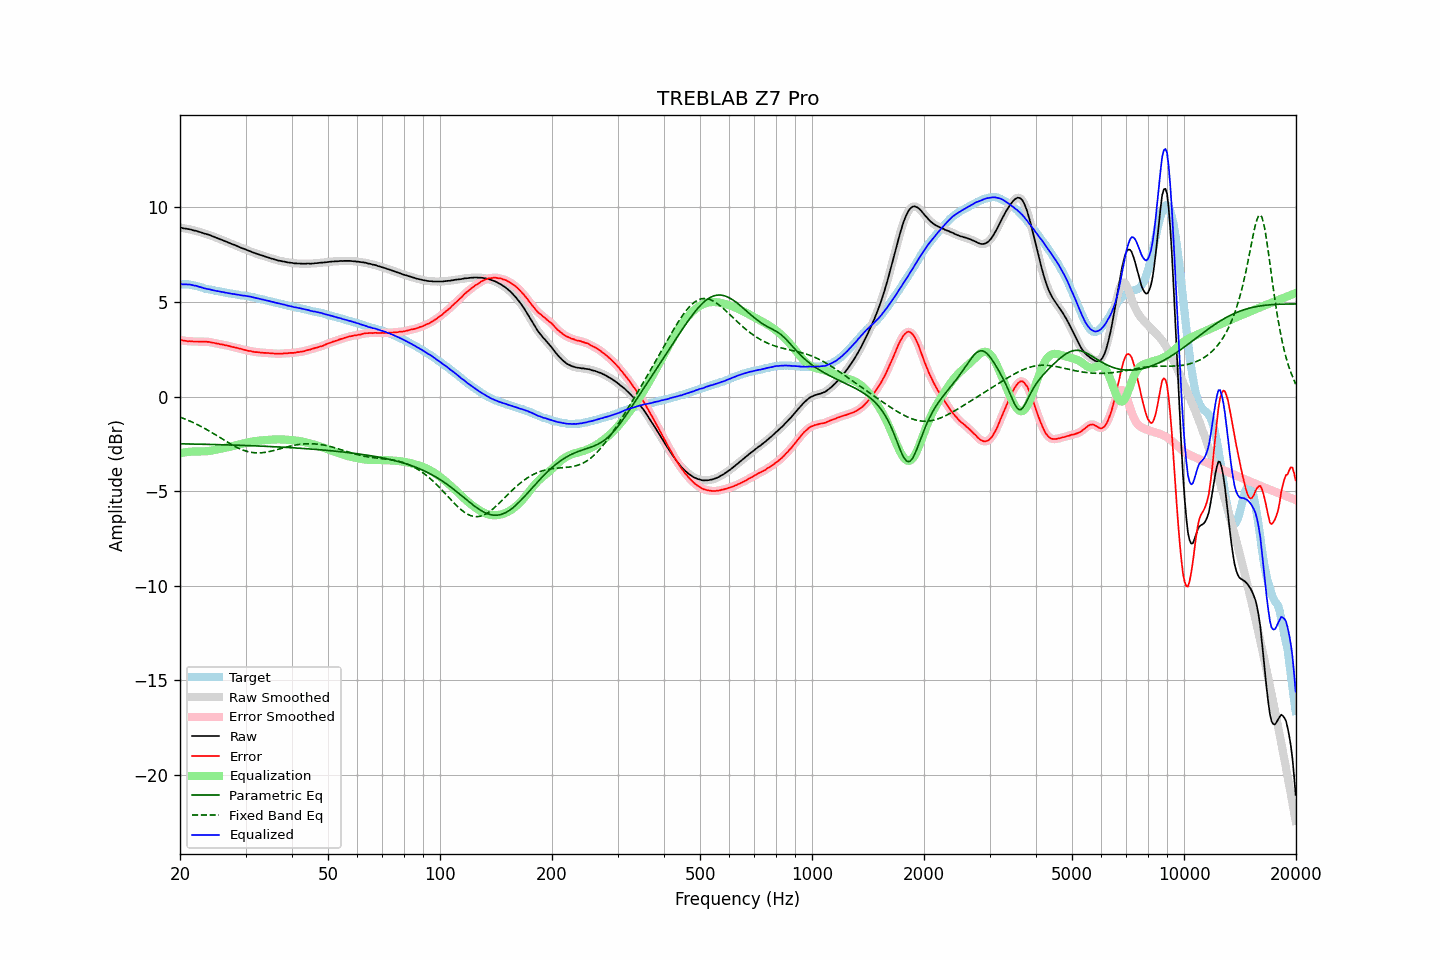 TREBLAB Z7 Pro
Amplitude (dBr)
10
5
0
−5
−10
−15
−20
Target
Raw Smoothed
Error Smoothed
Raw
Error
Equalization
Parametric Eq
Fixed Band Eq
Equalized
20 50 100 200 500 1000 2000 5000 10000 20000
Frequency (Hz)